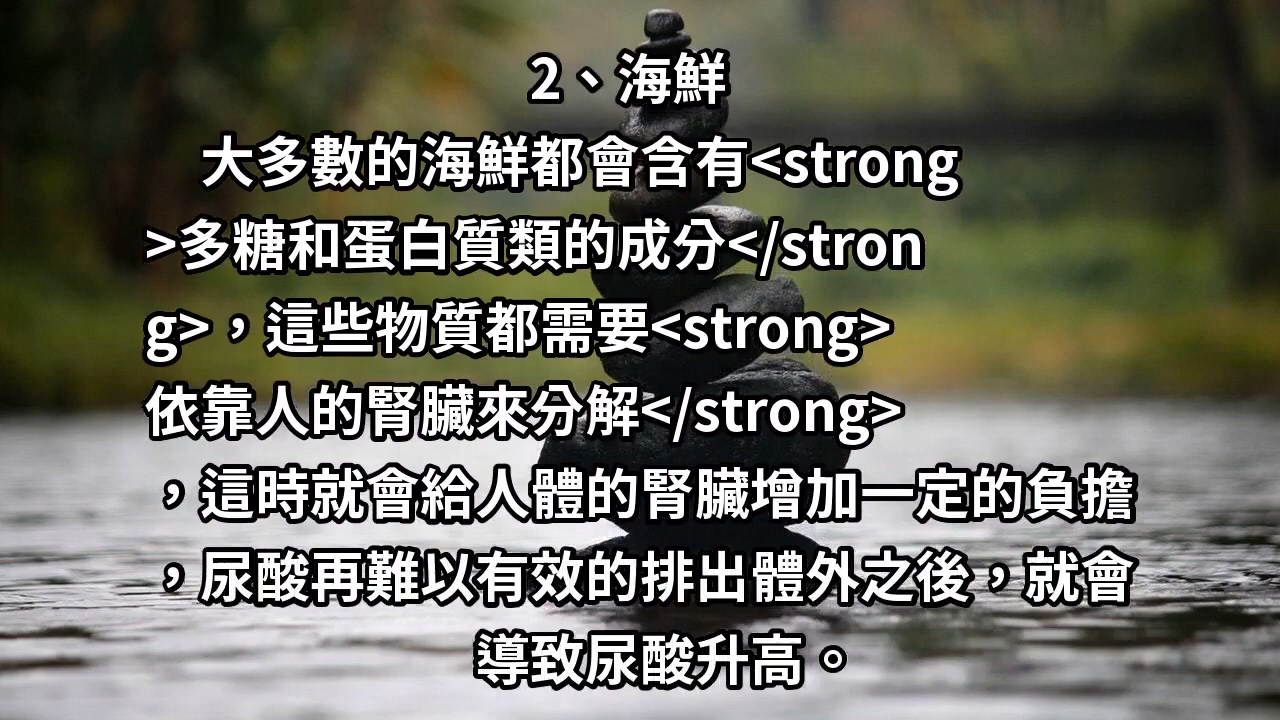 2、海鮮
大多數的海鮮都會含有<strong
>多糖和蛋白質類的成分</stron
g>，這些物質都需要<strong>
依靠人的腎臟來分解</strong>
，這時就會給人體的腎臟增加一定的負擔
，尿酸再難以有效的排出體外之後，就會
導致尿酸升高。